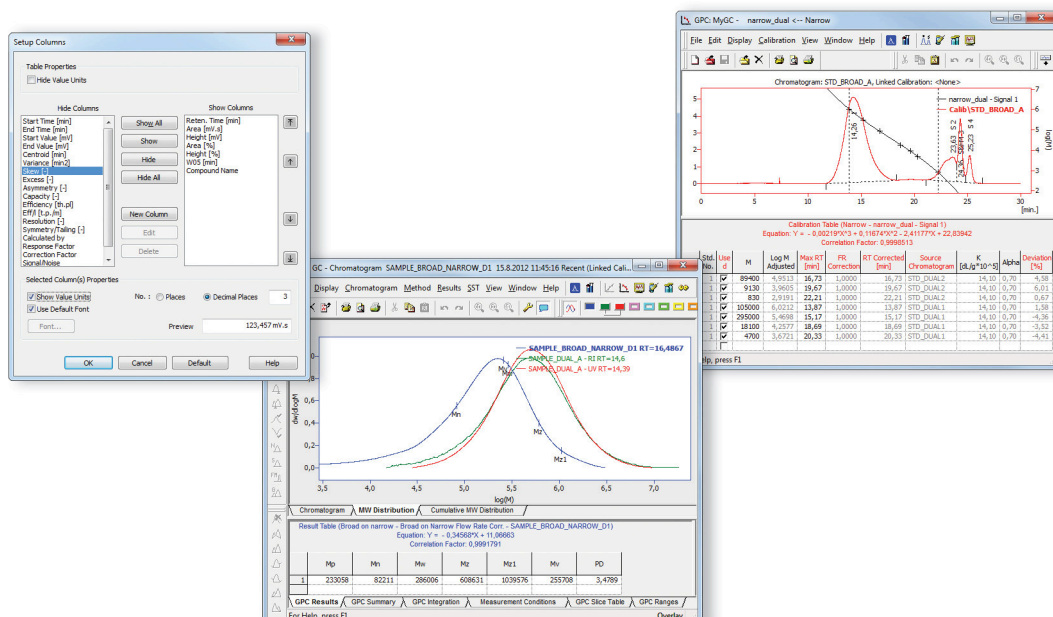 Setup Columns
Table Properties
Hide Value Units
Hide Columns
Show Columns
Start Time [min]
End Time [min]
Start Value [mV]
End Value [mV]
Centroid [min]
Variance [min2]
Skew [-]
Excess [-]
Asymmetry [-]
Capacity [-]
Efficiency [th.pl]
Eff/l [t.p./m]
Resolution [-]
Symmetry/Tailing [-]
Calculated by
Response Factor
Correction Factor
Signal/Noise
Show All
Show
Hide
Hide All
New Column
Edit
Delete
Reten. Time [min]
Area [mV.s]
Height [mV]
Area [%]
Height [%]
W05 [min]
Compound Name
Selected Column(s) Properties
Show Value Units
No. : Places Decimal Places 3
Use Default Font
Font...
Preview 123,457 mV.s
OK Cancel Default Help
GPC: MyGC - narrow_dual <-- Narrow
File Edit Display Calibration View Window Help
Chromatogram: STD_BROAD_A, Linked Calibration: <None>
narrow_dual - Signal 1
Calib\STD_BROAD_A
14,26
23,63 S 2
25,23 S 4
5
4
3
2
1
0
-7
-6
-5
-4
-3
-2
log(M)
0 5 10 15 20 25 30
[min.]
Calibration Table (Narrow - narrow_dual - Signal 1)
Equation: Y = - 0,00219*X^3 + 0,11674*X^2 - 2,41177*X + 22,83942
Correlation Factor: 0,9998513
Std. No. Use d M Log M Adjusted Max RT [min] FR Correction RT Corrected [min] Source Chromatogram K [dL/g*10^5] Alpha Deviation [%]
1 89400 4,9513 16,73 1,0000 16,73 STD_DUAL2 14,10 0,70 4,58
1 9130 3,9605 19,67 1,0000 19,67 STD_DUAL2 14,10 0,70 6,01
1 830 2,9191 22,21 1,0000 22,21 STD_DUAL2 14,10 0,70 0,67
1 105000 6,0212 13,87 1,0000 13,87 STD_DUAL1 14,10 0,70 1,58
1 295000 5,4698 15,17 1,0000 15,17 STD_DUAL1 14,10 0,70 -4,36
1 18100 4,2577 18,69 1,0000 18,69 STD_DUAL1 14,10 0,70 -3,52
1 4700 3,6721 20,33 1,0000 20,33 STD_DUAL1 14,10 0,70 -4,41
elp, press F1
GC - Chromatogram SAMPLE_BROAD_NARROW_D1 15.8.2012 11:45:16 Recent (Linked Cali...
Display Chromatogram Method Results SST View Window Help
SAMPLE_BROAD_NARROW_D1 RT=16,4867
SAMPLE_DUAL_A - RI RT=14,6
SAMPLE_DUAL_A - UV RT=14,39
Mn
Mz
Mz1
dw/dlogM
0,8
0,6
0,4
0,2
0,0
3,5 4,0 4,5 5,0 5,5 6,0 6,5 7,0
log(M)
Chromatogram MW Distribution Cumulative MW Distribution
Result Table (Broad on narrow - Broad on Narrow Flow Rate Corr. - SAMPLE_BROAD_NARROW_D1)
Equation: Y = - 0,34568*X + 11,06663
Correlation Factor: 0,9991791
Mp Mn Mw Mz Mz1 Mv PD
1 233058 82211 286006 608631 1039576 255708 3,4789
GPC Results GPC Summary GPC Integration Measurement Conditions GPC Slice Table GPC Ranges
For Help, press F1 Overlay